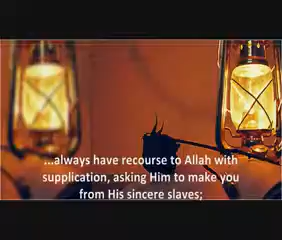 ...always have recourse to Allah with
supplication, asking Him to make you
from His sincere slaves;